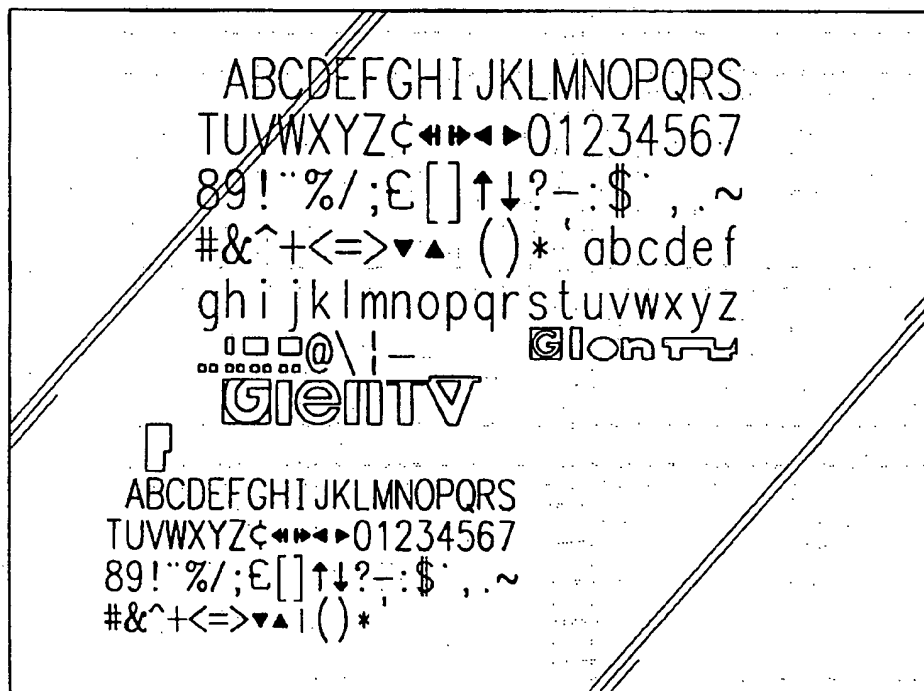 ABCDEFGHIJKLMNOPQRS
TUVWXYZ¢◀◀ ▶▶ ◀ ▶01234567
89!¨%/;£[]↑↓?-:$˙,.~
#&^+<=>▼▲ ()*'abcdef
ghijklmnopqrstuvwxyz
@\¦—
GlenTV
ABCDEFGHIJKLMNOPQRS
TUVWXYZ¢◀◀ ▶▶ ◀ ▶01234567
89!¨%/;£[]↑↓?-:$˙,.~
#&^+<=>▼▲|()*'